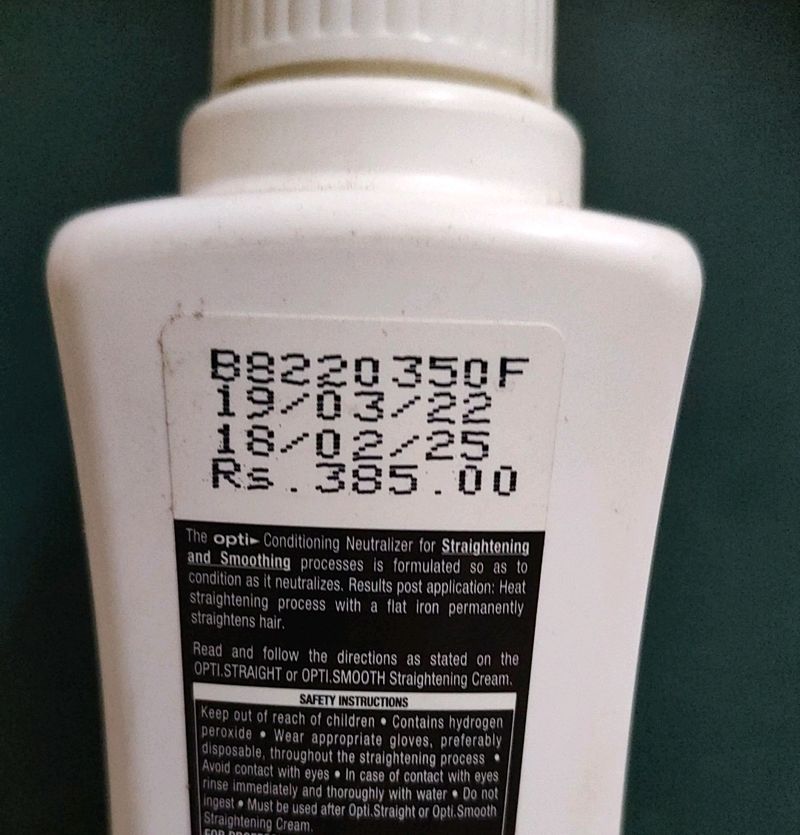 B8220350F
19/03/22
18/02/25
Rs.385.00
The opti Conditioning Neutralizer for Straightening
and Smoothing processes is formulated so as to
condition as it neutralizes. Results post application: Heat
straightening process with a flat iron permanently
straightens hair.
Read and follow the directions as stated on the
OPTI.STRAIGHT or OPTI.SMOOTH Straightening Cream.
SAFETY INSTRUCTIONS
Keep out of reach of children • Contains hydrogen
peroxide • Wear appropriate gloves, preferably
disposable, throughout the straightening process •
Avoid contact with eyes • In case of contact with eyes
rinse immediately and thoroughly with water • Do not
ingest • Must be used after Opti.Straight or Opti.Smooth
Straightening Cream.
FOR